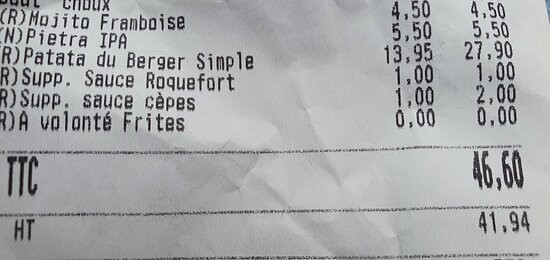 choux
(R)Mojito Framboise 4,50 4,50
(N)Pietra IPA 5,50 5,50
R)Patata du Berger Simple 13,95 27,90
R)Supp. Sauce Roquefort 1,00 1,00
R)Supp. sauce cèpes 1,00 2,00
R)A volonté Frites 0,00 0,00
TTC 46,60
HT 41,94